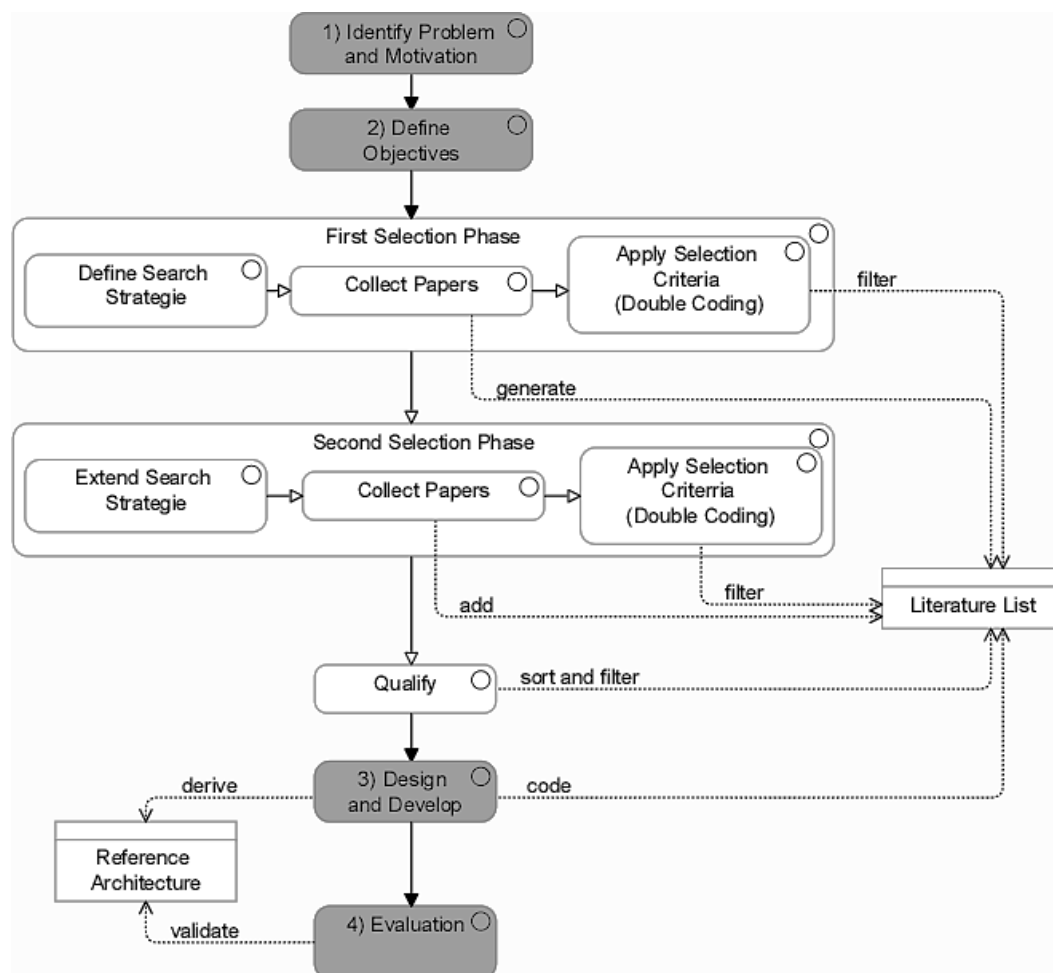 1) Identify Problem
and Motivation
2) Define
Objectives
First Selection Phase
Define Search
Strategie
Collect Papers
Apply Selection
Criteria
(Double Coding)
filter
generate
Second Selection Phase
Extend Search
Strategie
Collect Papers
Apply Selection
Criterria
(Double Coding)
filter
add
Literature List
Qualify
sort and filter
3) Design
and Develop
derive
code
Reference
Architecture
validate
4) Evaluation